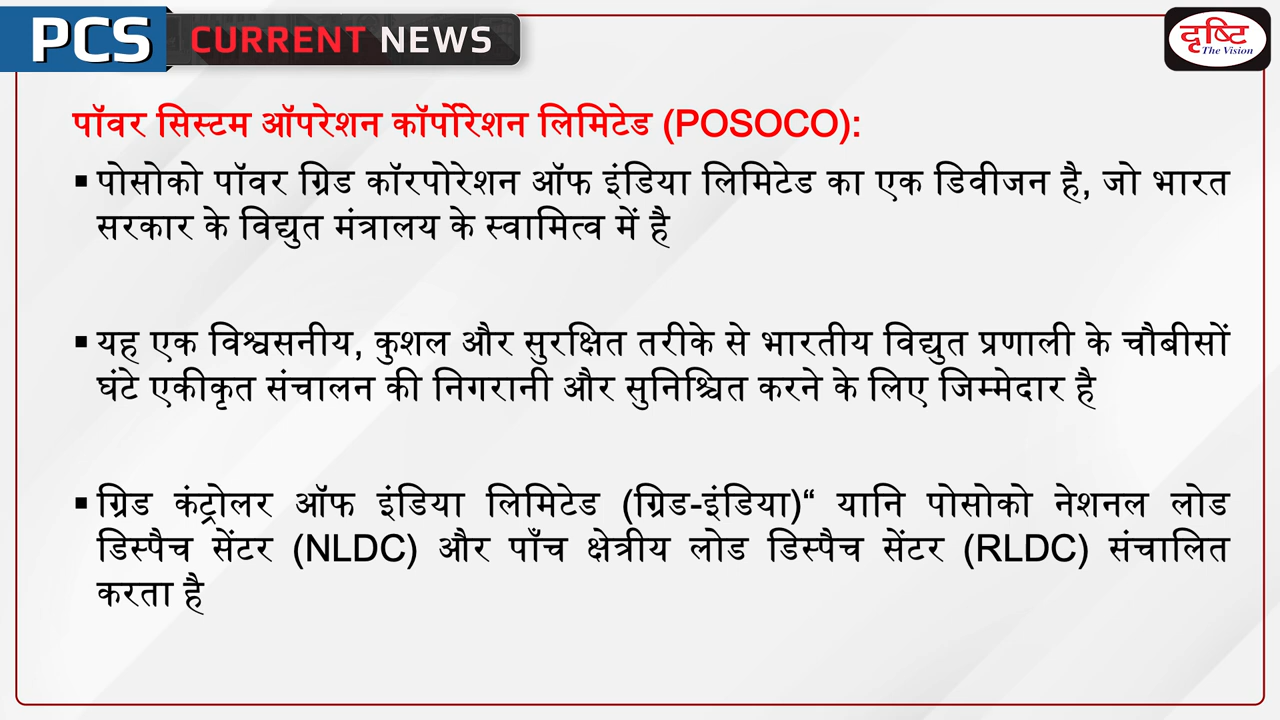 PCS CURRENT NEWS
दृष्टि
The Vision
पॉवर सिस्टम ऑपरेशन कॉर्पोरेशन लिमिटेड (POSOCO):
▪ पोसोको पॉवर ग्रिड कॉरपोरेशन ऑफ इंडिया लिमिटेड का एक डिवीजन है, जो भारत
सरकार के विद्युत मंत्रालय के स्वामित्व में है
▪ यह एक विश्वसनीय, कुशल और सुरक्षित तरीके से भारतीय विद्युत प्रणाली के चौबीसों
घंटे एकीकृत संचालन की निगरानी और सुनिश्चित करने के लिए जिम्मेदार है
▪ ग्रिड कंट्रोलर ऑफ इंडिया लिमिटेड (ग्रिड-इंडिया)“ यानि पोसोको नेशनल लोड
डिस्पैच सेंटर (NLDC) और पाँच क्षेत्रीय लोड डिस्पैच सेंटर (RLDC) संचालित
करता है